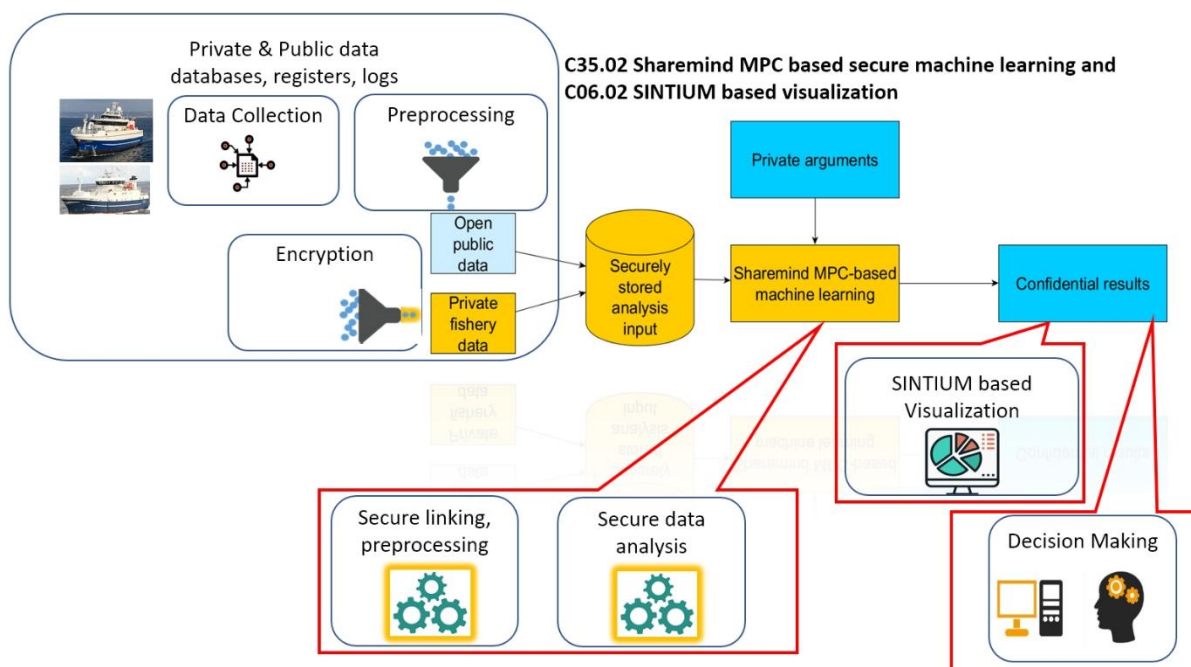 Private & Public data
databases, registers, logs
C35.02 Sharemind MPC based secure machine learning and
C06.02 SINTIUM based visualization
Data Collection
Preprocessing
Private arguments
Open
public
data
Encryption
Securely
stored
analysis
input
Sharemind MPC-based
machine learning
Confidential results
Private
fishery
data
SINTIUM based
Visualization
Secure linking,
preprocessing
Secure data
analysis
Decision Making